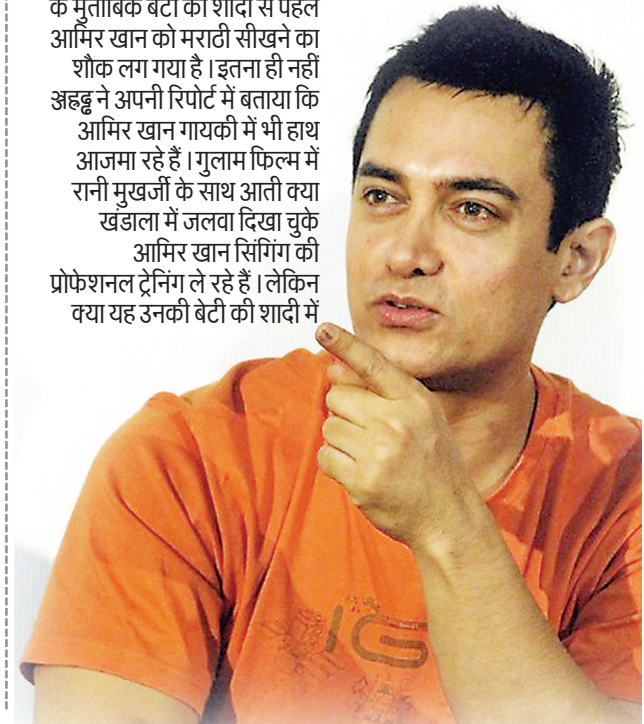 के मुताबिक बेटी की शादी से पहले
आमिर खान को मराठी सीखने का
शौक लग गया है । इतना ही नहीं
ने अपनी रिपोर्ट में बताया कि
आमिर खान गायकी में भी हाथ
आजमा रहे हैं । गुलाम फिल्म में
रानी मुखर्जी के साथ आती क्या
खंडाला में जलवा दिखा चुके
आमिर खान सिंगिंग की
प्रोफेशनल ट्रेनिंग ले रहे हैं । लेकिन
क्या यह उनकी बेटी की शादी में
IG